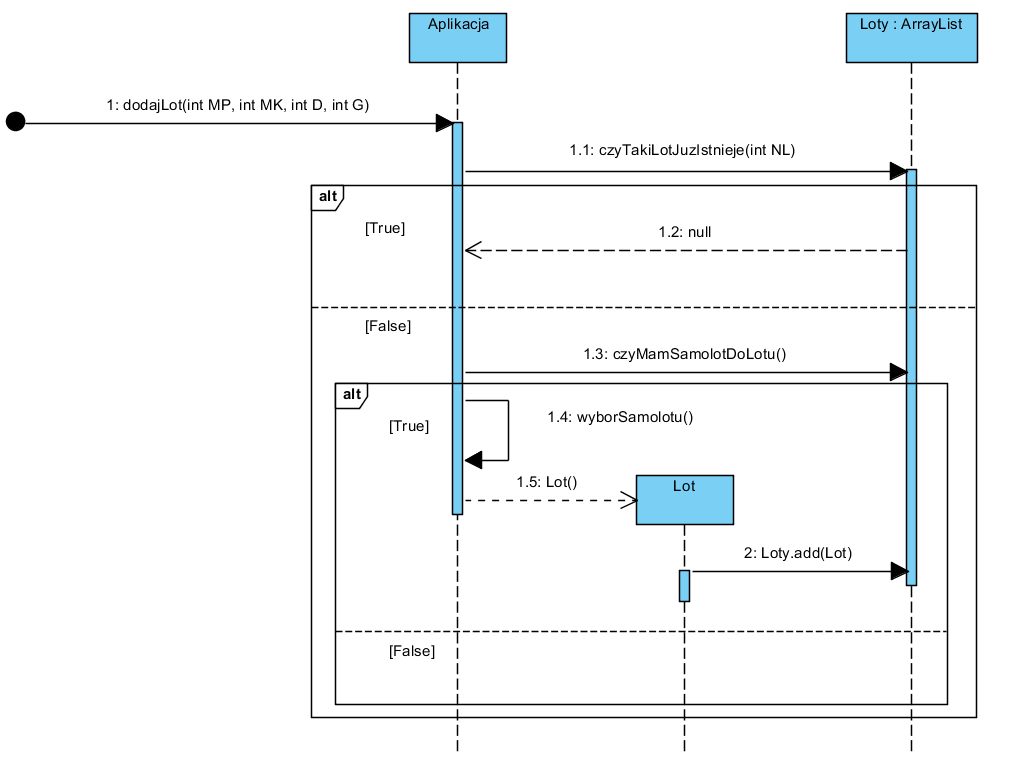 Aplikacja
Loty : ArrayList
1: dodajLot(int MP, int MK, int D, int G)
1.1: czyTakiLotJuzIstnieje(int NL)
alt
[True]
1.2: null
[False]
1.3: czyMamSamolotDoLotu()
alt
1.4: wyborSamolotu()
[True]
1.5: Lot()
Lot
2: Loty.add(Lot)
[False]